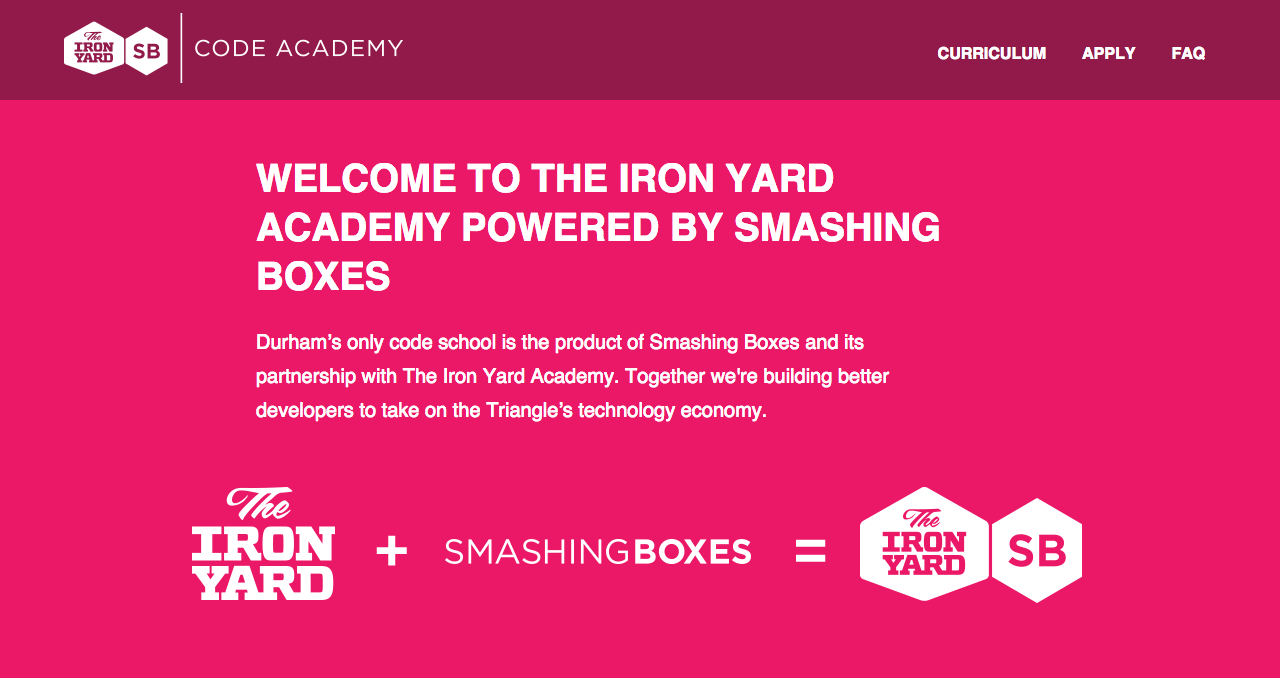 The
IRON
YARD
SB
CODE ACADEMY
CURRICULUM
APPLY
FAQ
WELCOME TO THE IRON YARD
ACADEMY POWERED BY SMASHING
BOXES
Durham’s only code school is the product of Smashing Boxes and its
partnership with The Iron Yard Academy. Together we're building better
developers to take on the Triangle’s technology economy.
The
IRON
YARD
+
SMASHINGBOXES
=
The
IRON
YARD
SB